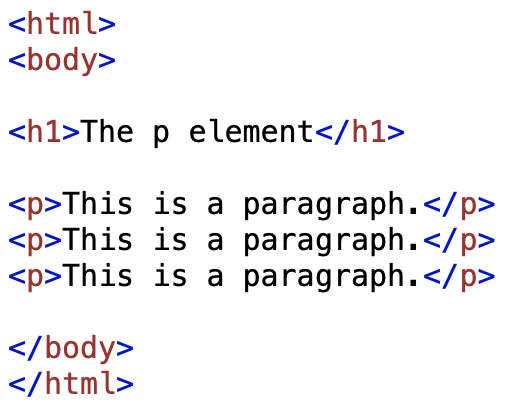 <html>
<body>
<h1>The p element</h1>
<p>This is a paragraph.</p>
<p>This is a paragraph.</p>
<p>This is a paragraph.</p>
</body>
</html>